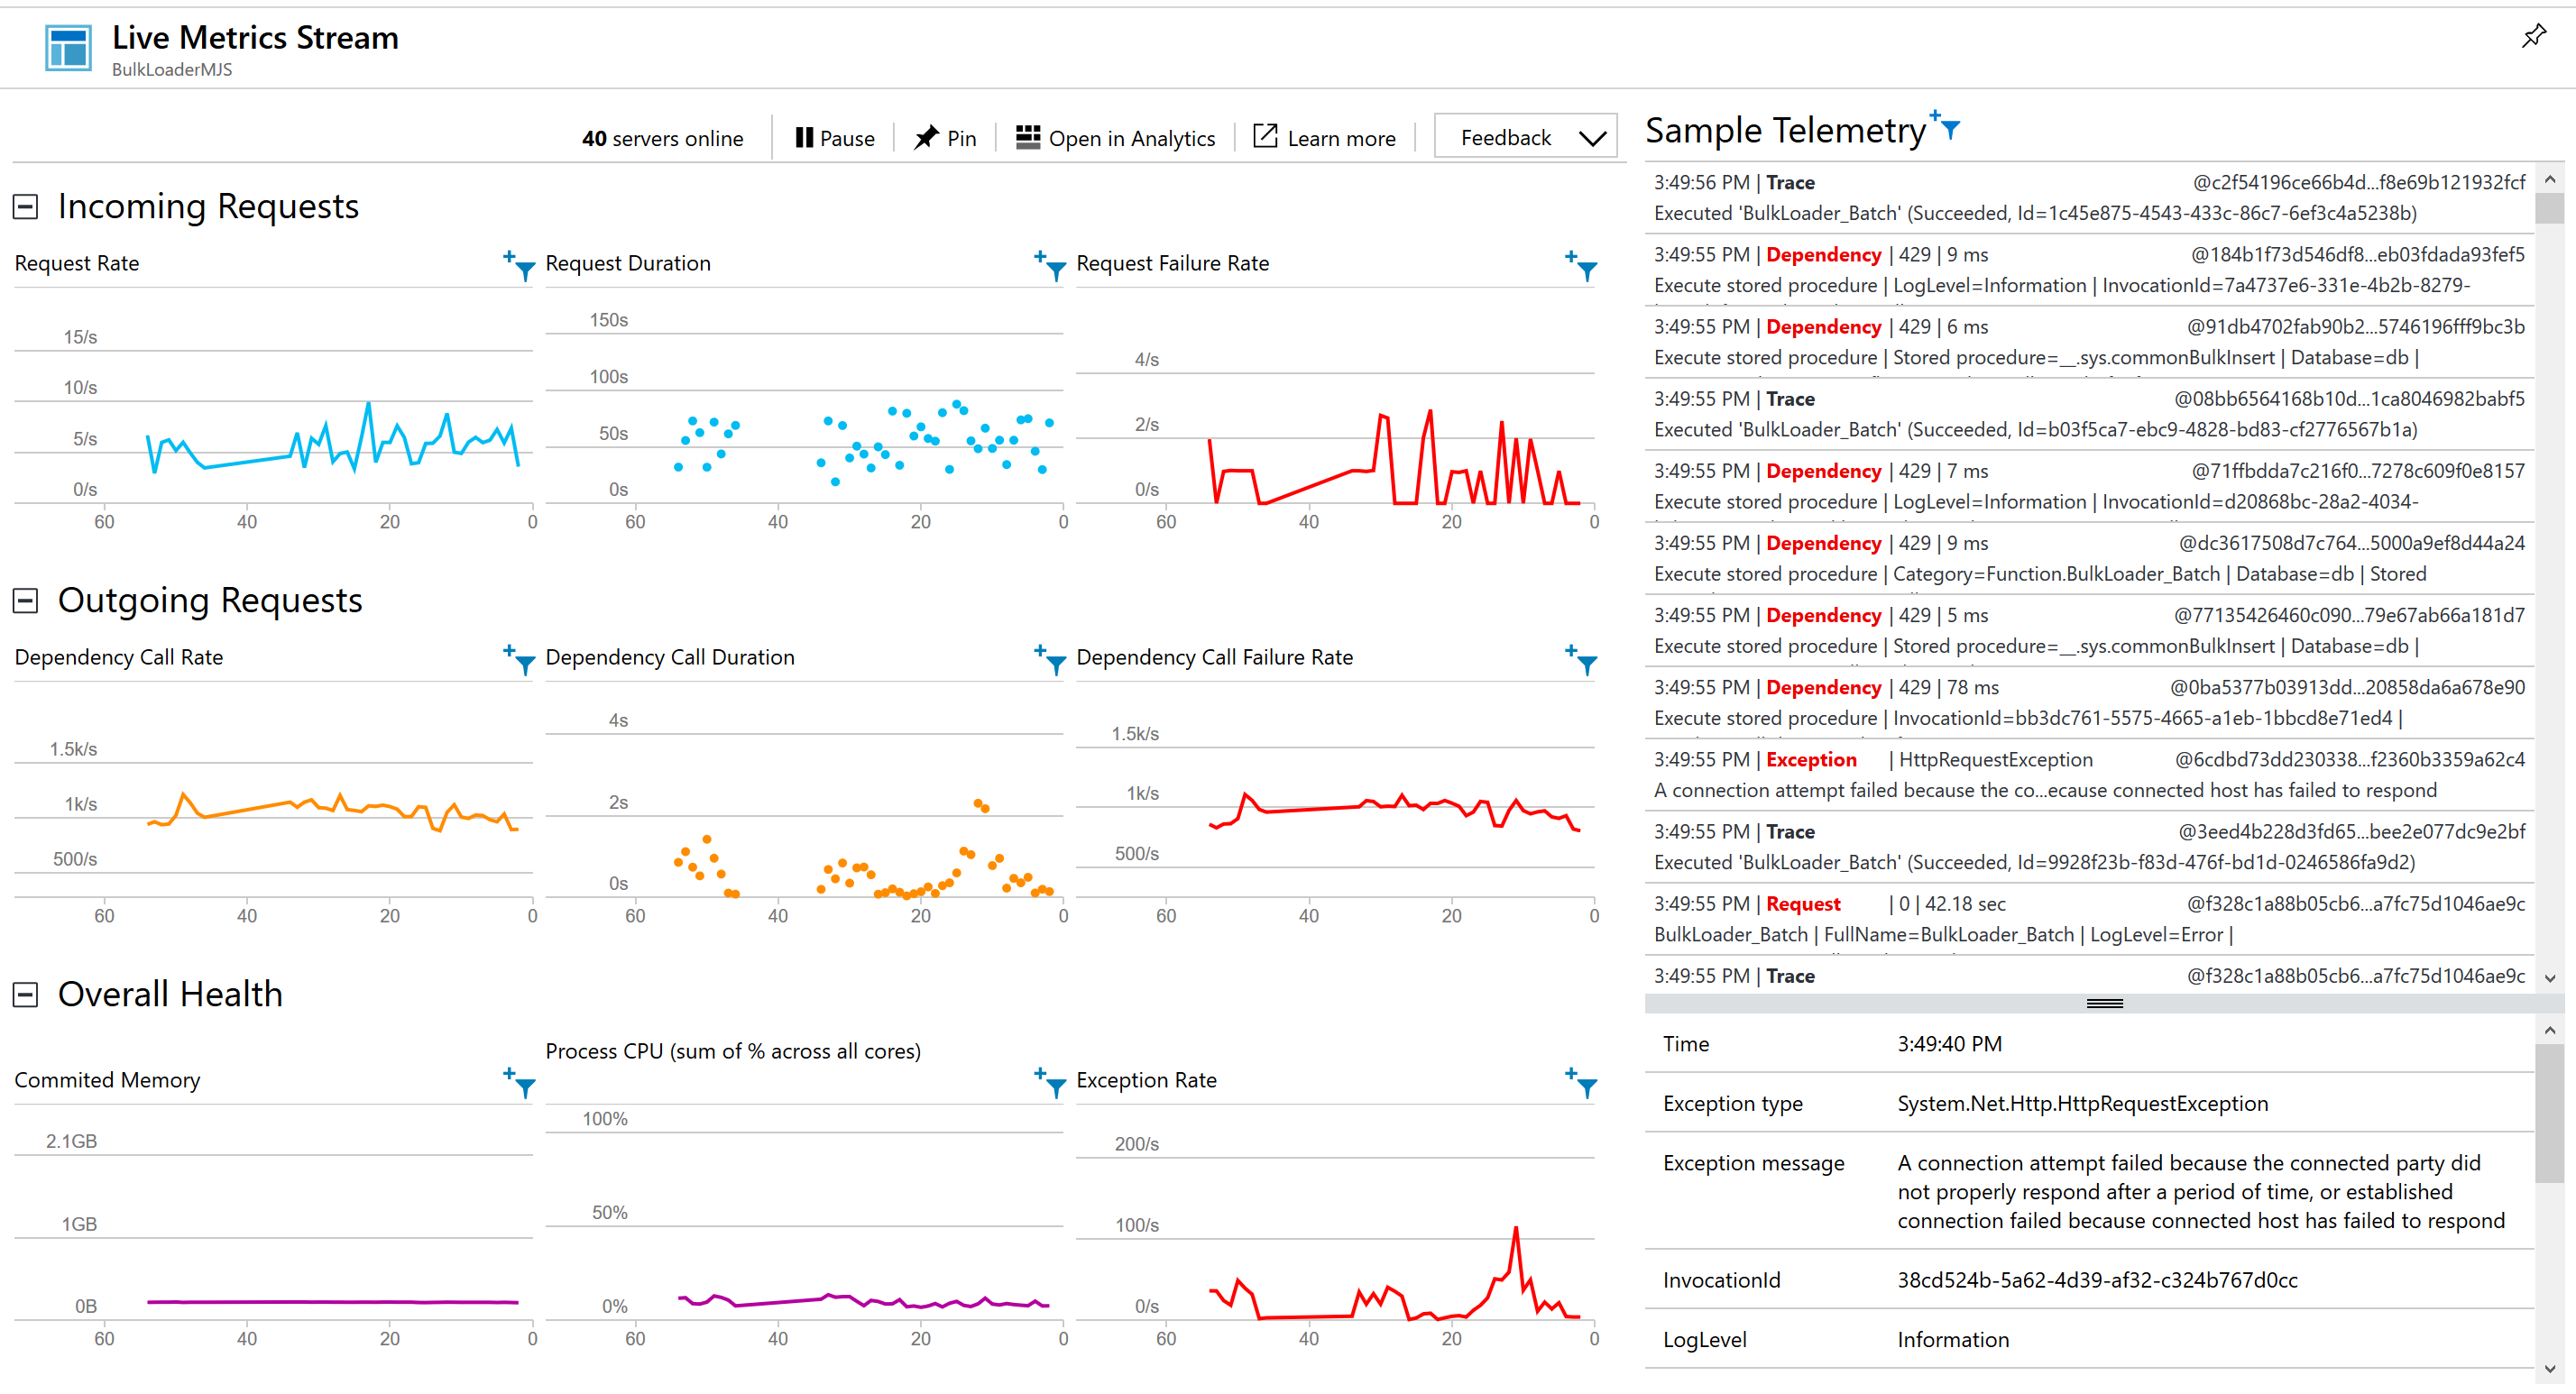 Live Metrics Stream
BulkLoaderMJS
40 servers online
Pause
Pin
Open in Analytics
Learn more
Feedback
Incoming Requests
Request Rate
15/s
10/s
5/s
0/s
60 40 20 0
Request Duration
150s
100s
50s
0s
60 40 20 0
Request Failure Rate
4/s
2/s
0/s
60 40 20 0
Outgoing Requests
Dependency Call Rate
1.5k/s
1k/s
500/s
60 40 20 0
Dependency Call Duration
4s
2s
0s
60 40 20 0
Dependency Call Failure Rate
1.5k/s
1k/s
500/s
60 40 20 0
Overall Health
Commited Memory
2.1GB
1GB
0B
60 40 20 0
Process CPU (sum of % across all cores)
100%
50%
0%
60 40 20 0
Exception Rate
200/s
100/s
0/s
60 40 20 0
Sample Telemetry
3:49:56 PM | Trace @c2f54196ce66b4d...f8e69b121932fcf
Executed 'BulkLoader_Batch' (Succeeded, Id=1c45e875-4543-433c-86c7-6ef3c4a5238b)
3:49:55 PM | Dependency | 429 | 9 ms @184b1f73d546df8...eb03fdada93fef5
Execute stored procedure | LogLevel=Information | InvocationId=7a4737e6-331e-4b2b-8279-
3:49:55 PM | Dependency | 429 | 6 ms @91db4702fab90b2...5746196fff9bc3b
Execute stored procedure | Stored procedure=__.sys.commonBulkInsert | Database=db |
3:49:55 PM | Trace @08bb6564168b10d...1ca8046982babf5
Executed 'BulkLoader_Batch' (Succeeded, Id=b03f5ca7-ebc9-4828-bd83-cf2776567b1a)
3:49:55 PM | Dependency | 429 | 7 ms @71ffbdda7c216f0...7278c609f0e8157
Execute stored procedure | LogLevel=Information | InvocationId=d20868bc-28a2-4034-
3:49:55 PM | Dependency | 429 | 9 ms @dc3617508d7c764...5000a9ef8d44a24
Execute stored procedure | Category=Function.BulkLoader_Batch | Database=db | Stored
3:49:55 PM | Dependency | 429 | 5 ms @77135426460c090...79e67ab66a181d7
Execute stored procedure | Stored procedure=__.sys.commonBulkInsert | Database=db |
3:49:55 PM | Dependency | 429 | 78 ms @0ba5377b03913dd...20858da6a678e90
Execute stored procedure | InvocationId=bb3dc761-5575-4665-a1eb-1bbcd8e71ed4 |
3:49:55 PM | Exception | HttpRequestException @6cdbd73dd230338...f2360b3359a62c4
A connection attempt failed because the co...ecause connected host has failed to respond
3:49:55 PM | Trace @3eed4b228d3fd65...bee2e077dc9e2bf
Executed 'BulkLoader_Batch' (Succeeded, Id=9928f23b-f83d-476f-bd1d-0246586fa9d2)
3:49:55 PM | Request | 0 | 42.18 sec @f328c1a88b05cb6...a7fc75d1046ae9c
BulkLoader_Batch | FullName=BulkLoader_Batch | LogLevel=Error |
3:49:55 PM | Trace @f328c1a88b05cb6...a7fc75d1046ae9c
Time 3:49:40 PM
Exception type System.Net.Http.HttpRequestException
Exception message A connection attempt failed because the connected party did
not properly respond after a period of time, or established
connection failed because connected host has failed to respond
InvocationId 38cd524b-5a62-4d39-af32-c324b767d0cc
LogLevel Information